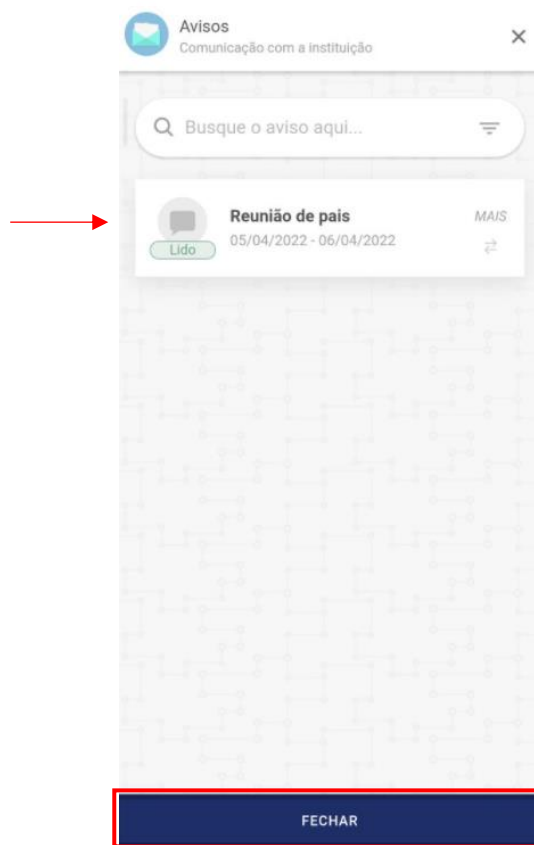 Avisos
Comunicação com a instituição
Busque o aviso aqui...
Reunião de pais
MAIS
05/04/2022 - 06/04/2022
Lido
FECHAR